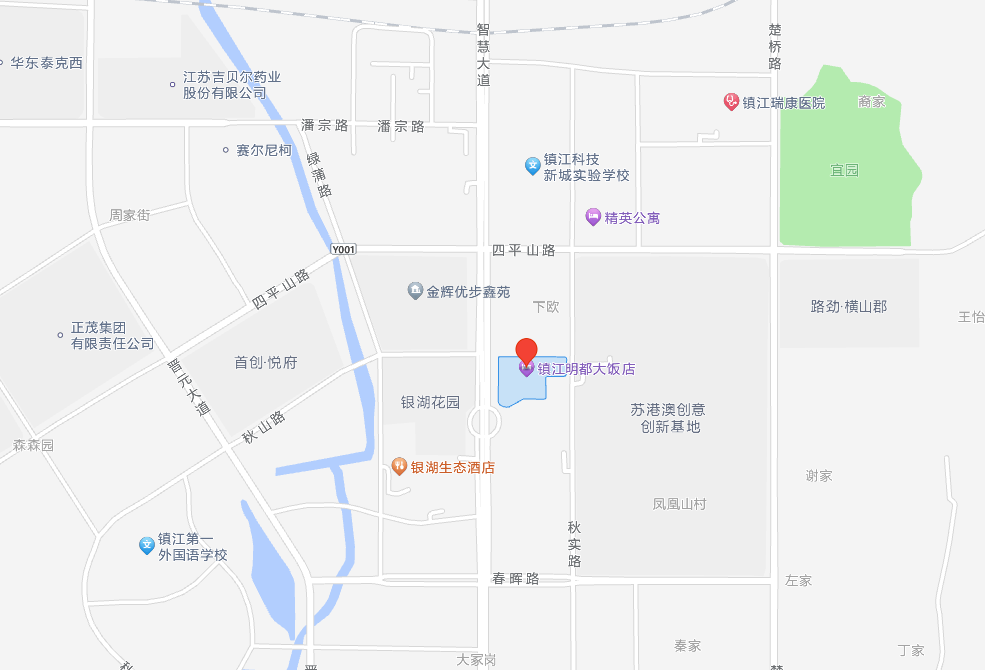 智慧大道
楚桥路
华东泰克西
江苏吉贝尔药业
股份有限公司
镇江瑞康医院
裔家
潘宗路
潘宗路
赛尔尼柯
绿蒲路
镇江科技
新城实验学校
宜园
周家街
精英公寓
Y001
四平山路
四平山路
金辉优步鑫苑
下欧
路劲·横山郡
王怡
正茂集团
有限责任公司
首创·悦府
晋元大道
镇江明都大饭店
银湖花园
苏港澳创意
创新基地
秋山路
森森园
银湖生态酒店
谢家
凤凰山村
镇江第一
外国语学校
秋实路
春晖路
左家
秦家
丁家
大冢岗